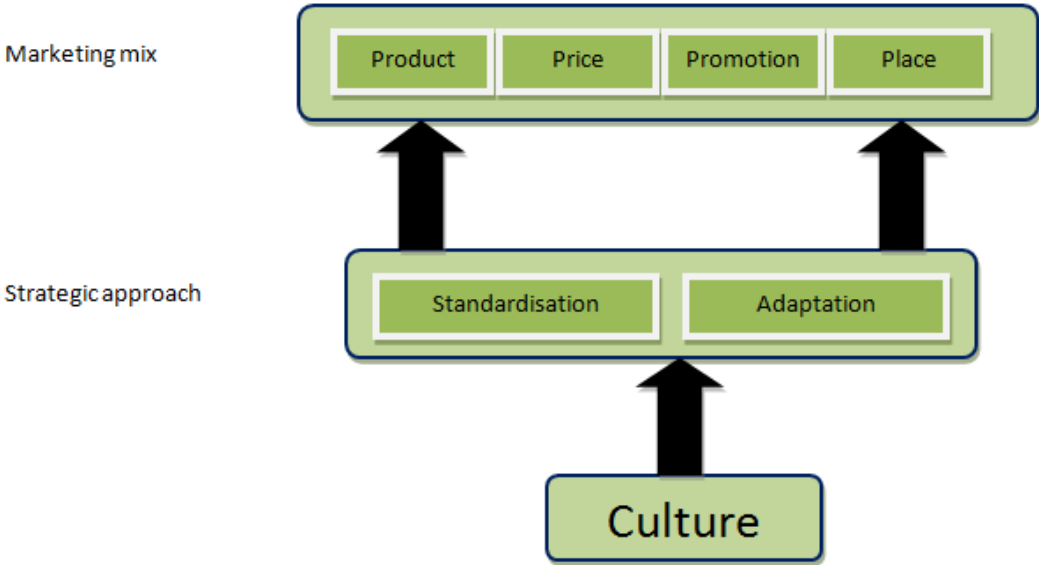 Marketing mix
Product Price Promotion Place
Strategic approach
Standardisation Adaptation
Culture